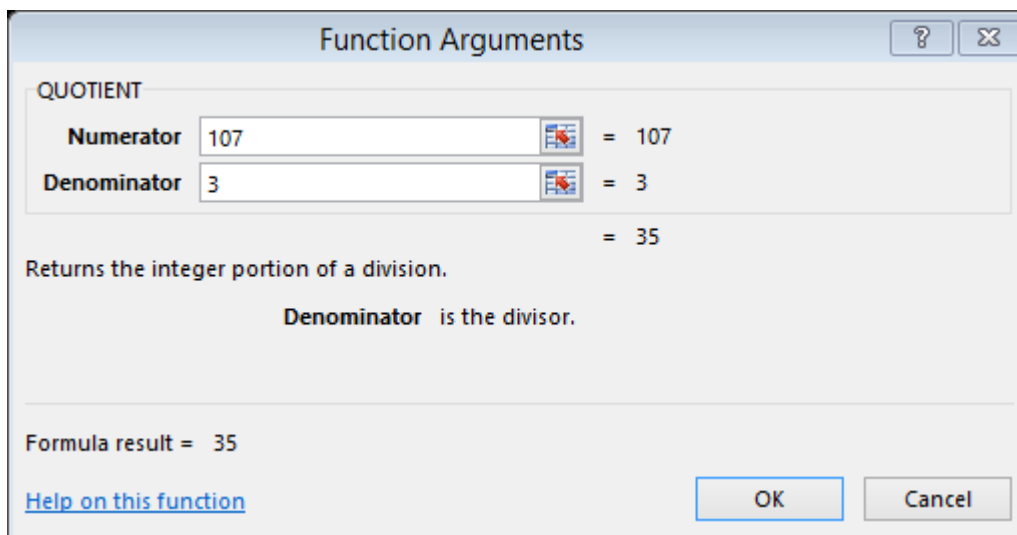 Function Arguments
QUOTIENT
Numerator 107 = 107
Denominator 3 = 3
= 35
Returns the integer portion of a division.
Denominator is the divisor.
Formula result = 35
Help on this function
OK Cancel